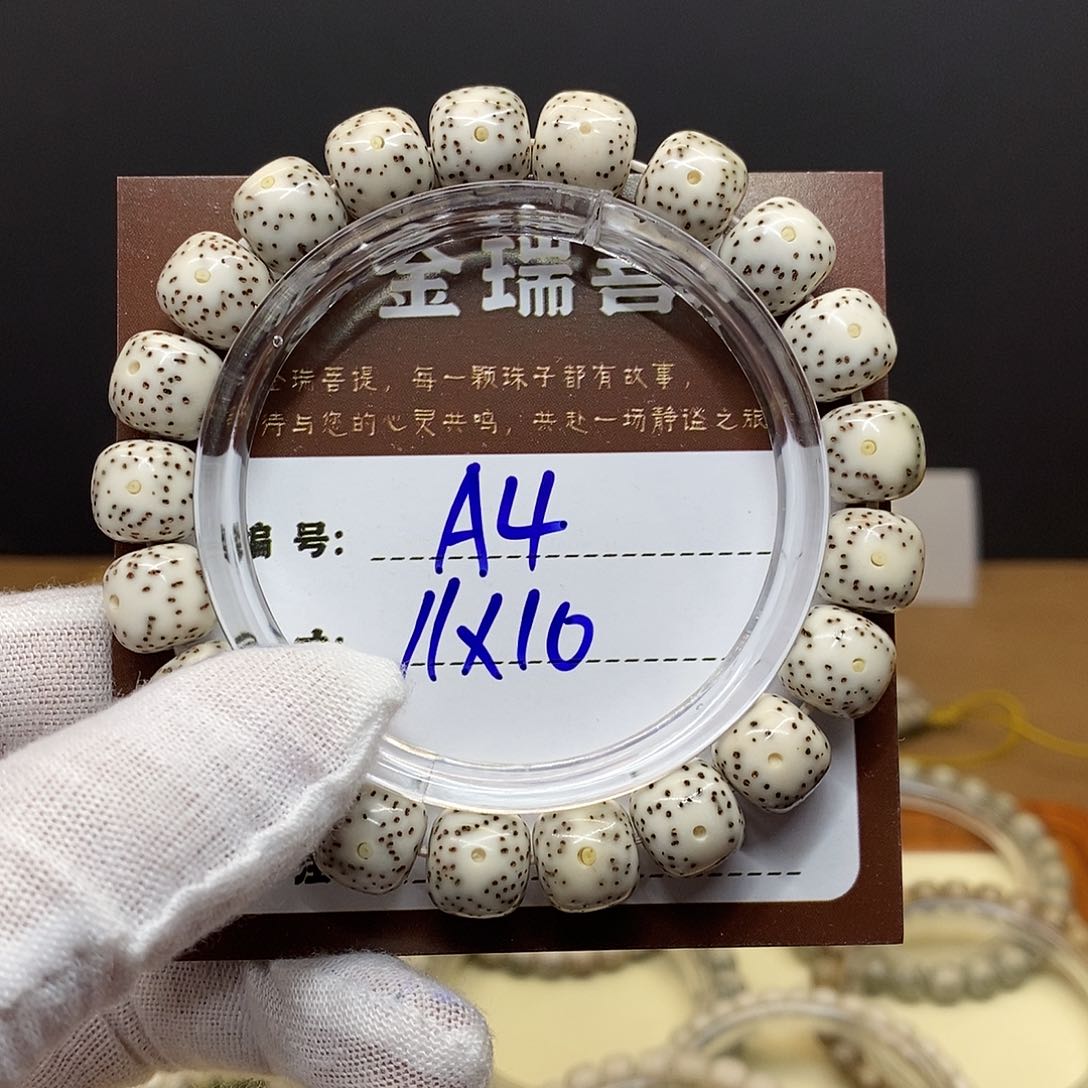 金瑞菩
瑞菩提，每一颗珠子都有故事，
待与您的心灵共鸣，共赴一场静谧之旅
编号: A4
11x10